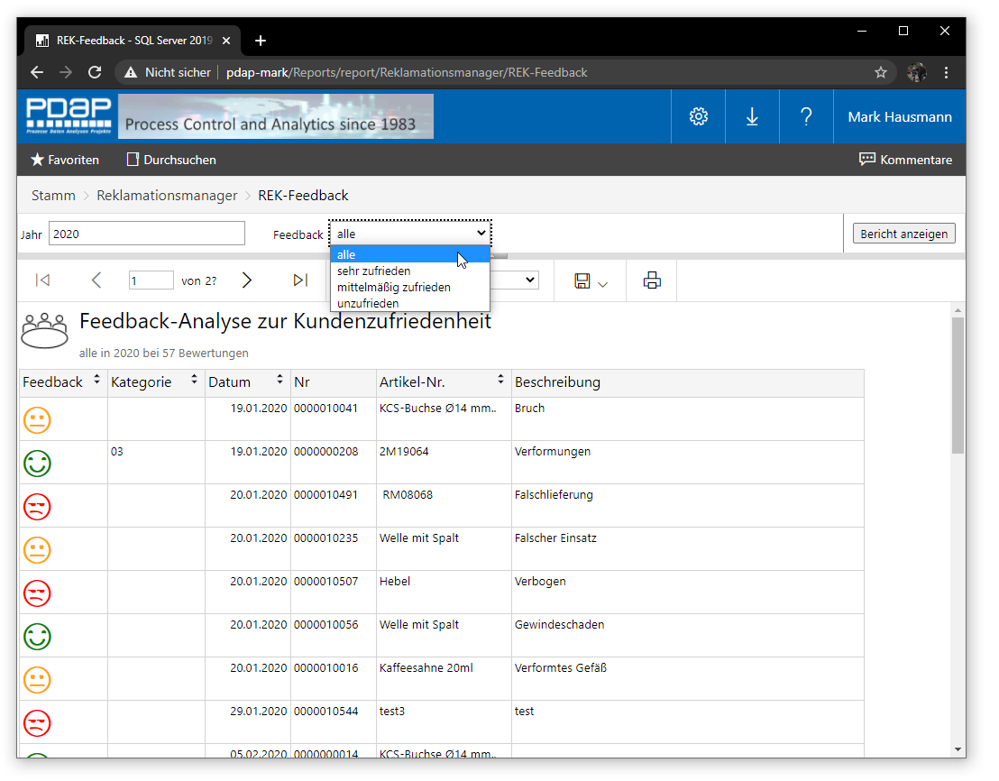 REK-Feedback - SQL Server 2019
Nicht sicher pdap-mark/Reports/report/Reklamationsmanager/REK-Feedback
PDAP
Prozesse Daten Analysen Projekte
Process Control and Analytics since 1983
? Mark Hausmann
Favoriten Durchsuchen Kommentare
Stamm > Reklamationsmanager > REK-Feedback
Jahr 2020 Feedback alle Bericht anzeigen
alle
sehr zufrieden
mittelmäßig zufrieden
unzufrieden
1 von 2?
Feedback-Analyse zur Kundenzufriedenheit
alle in 2020 bei 57 Bewertungen
Feedback Kategorie Datum Nr Artikel-Nr. Beschreibung
19.01.2020 0000010041 KCS-Buchse Ø14 mm.. Bruch
03 19.01.2020 0000000208 2M19064 Verformungen
20.01.2020 0000010491 RM08068 Falschlieferung
20.01.2020 0000010235 Welle mit Spalt Falscher Einsatz
20.01.2020 0000010507 Hebel Verbogen
20.01.2020 0000010056 Welle mit Spalt Gewindeschaden
20.01.2020 0000010016 Kaffeesahne 20ml Verformtes Gefäß
29.01.2020 0000010544 test3 test
05.02.2020 0000000014 KCS-Buchse Ø14 mm..